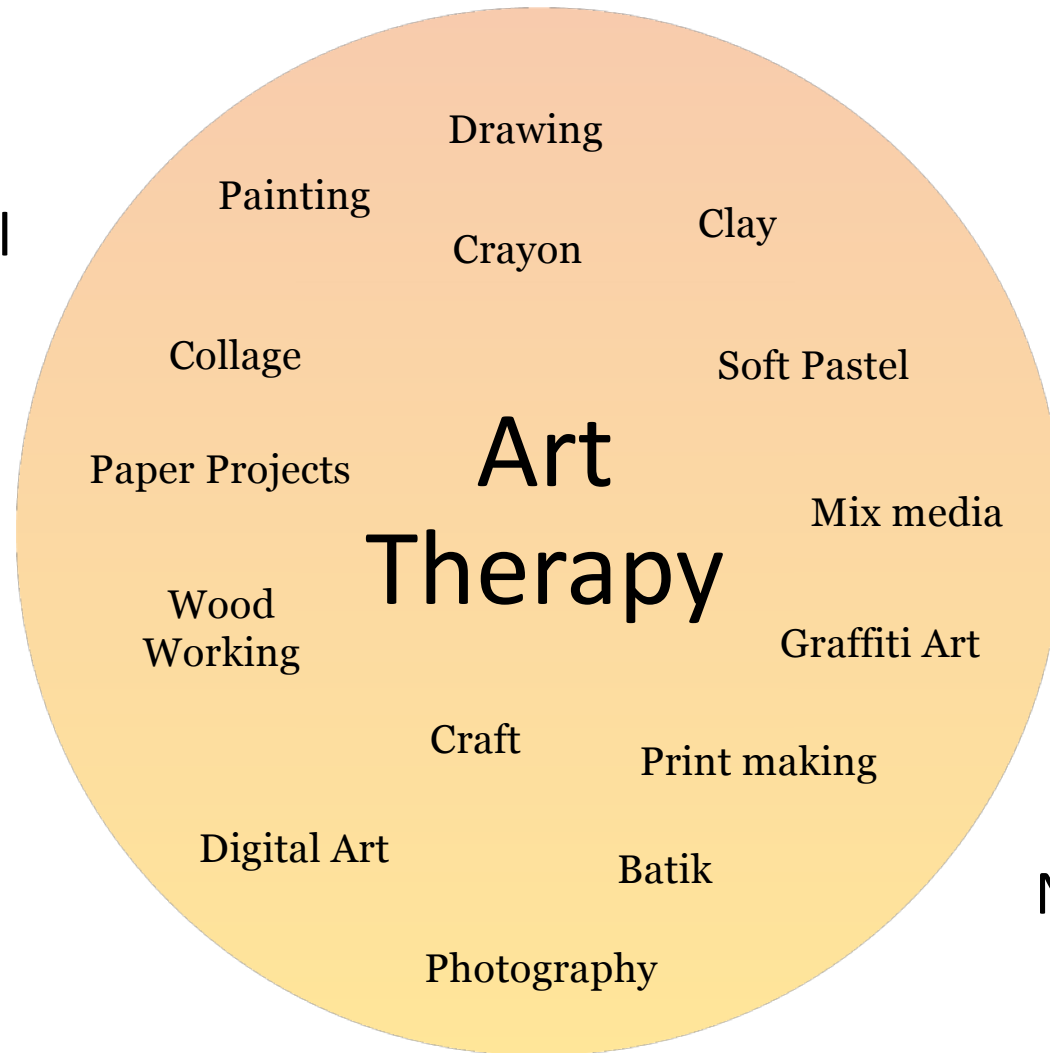 Drawing
Painting
Clay
Crayon
Collage
Soft Pastel
Art
Therapy
Paper Projects
Mix media
Wood
Working
Graffiti Art
Craft
Print making
Digital Art
Batik
Photography